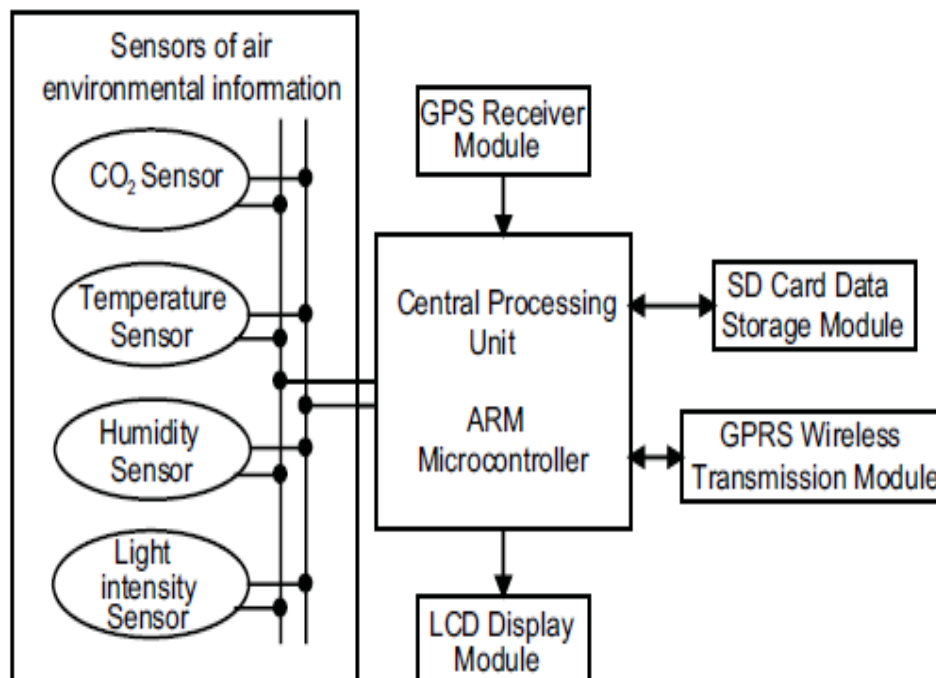 Sensors of air
environmental information
CO₂ Sensor
Temperature
Sensor
Humidity
Sensor
Light
intensity
Sensor
GPS Receiver
Module
Central Processing
Unit
ARM
Microcontroller
SD Card Data
Storage Module
GPRS Wireless
Transmission Module
LCD Display
Module